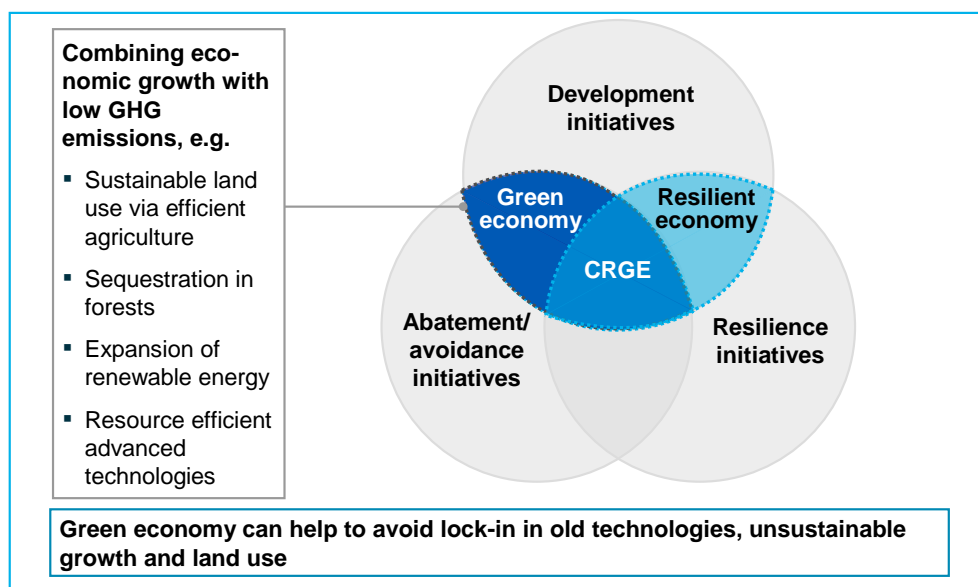 Combining eco-
nomic growth with
low GHG
emissions, e.g.
▪ Sustainable land
use via efficient
agriculture
▪ Sequestration in
forests
▪ Expansion of
renewable energy
▪ Resource efficient
advanced
technologies
Development
initiatives
Green
economy
Resilient
economy
CRGE
Abatement/
avoidance
initiatives
Resilience
initiatives
Green economy can help to avoid lock-in in old technologies, unsustainable
growth and land use